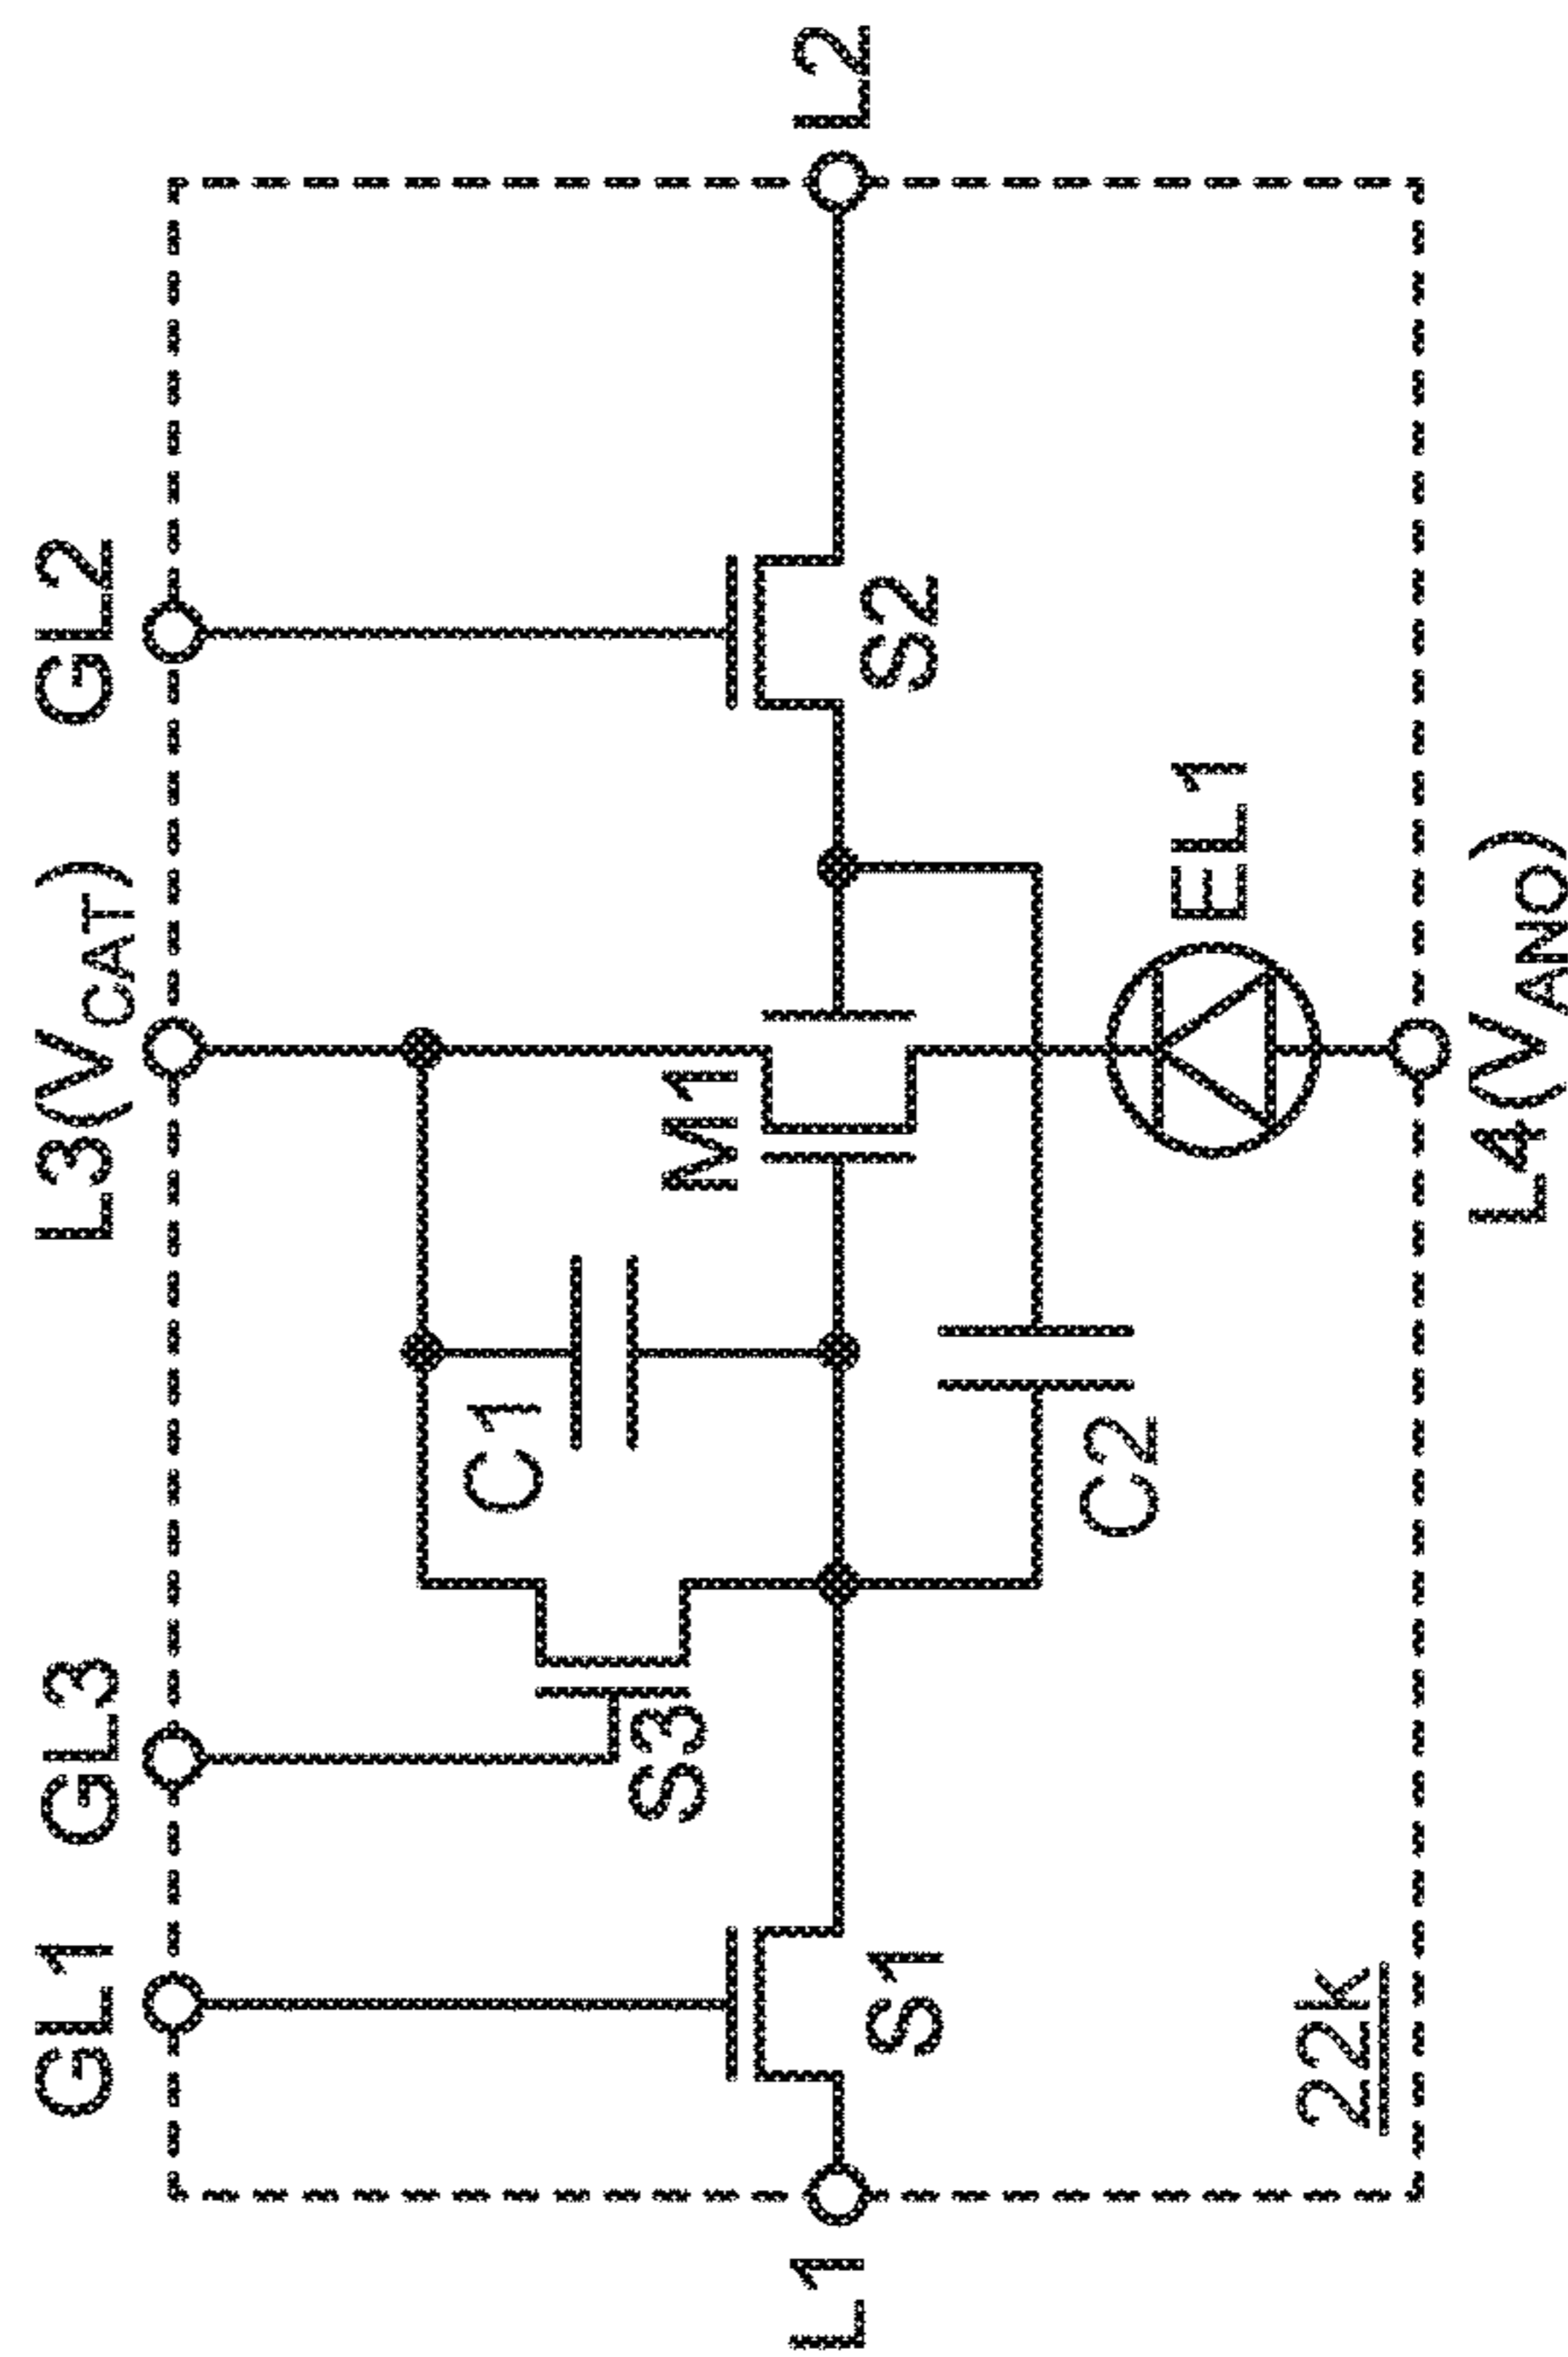 GL1 GL3 L3(VCAT) GL2
C1
S3
M1
L1
L2
S1
S2
C2
EL1
22k
L4(VANO)